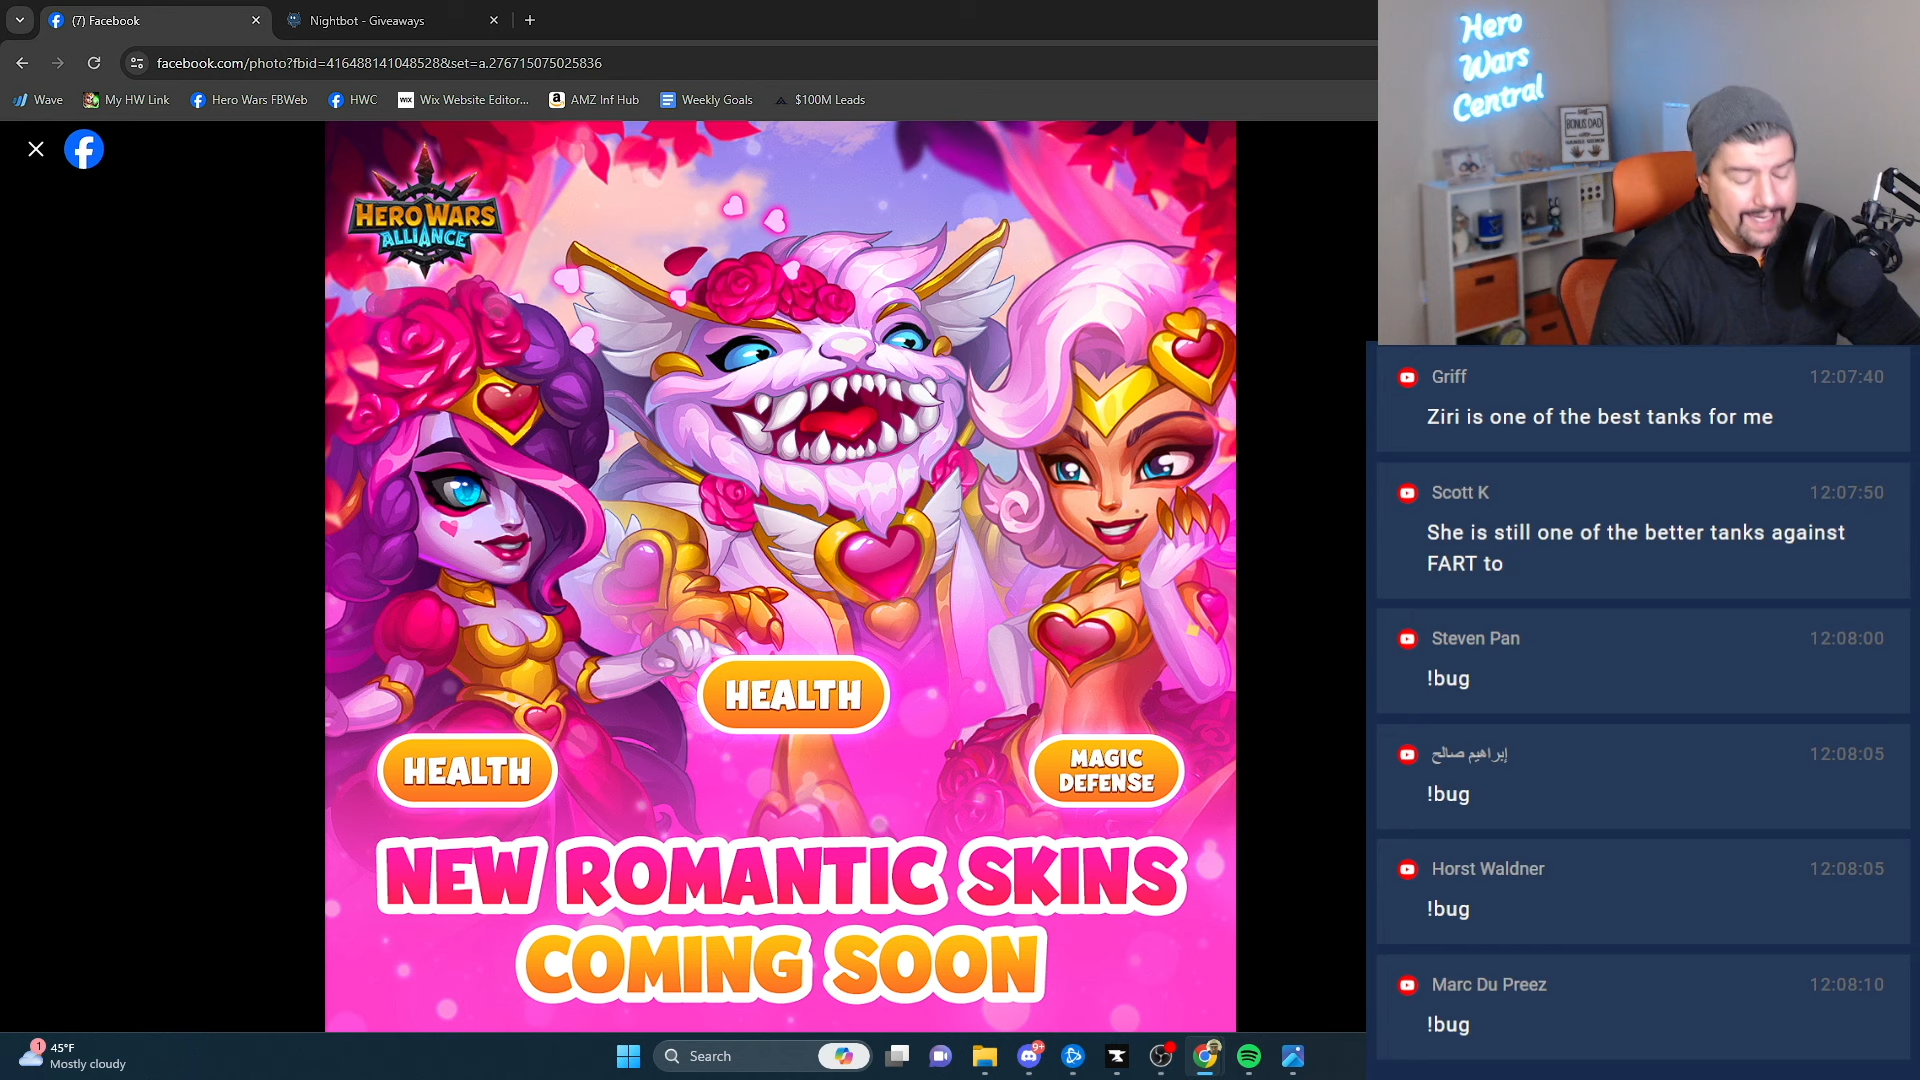 (7) Facebook
Nightbot - Giveaways
facebook.com/photo?fbid=416488141048528&set=a.276715075025836
Wave
My HW Link
Hero Wars FBWeb
HWC
WIX
Wix Website Editor...
AMZ Inf Hub
Weekly Goals
$100M Leads
HERO WARS
ALLIANCE
HEALTH
HEALTH
MAGIC
DEFENSE
NEW ROMANTIC SKINS
COMING SOON
Hero
Wars
Central
BONUS DAD
Griff 12:07:40
Ziri is one of the best tanks for me
Scott K 12:07:50
She is still one of the better tanks against
FART to
Steven Pan 12:08:00
!bug
إبراهيم صالح 12:08:05
!bug
Horst Waldner 12:08:05
!bug
Marc Du Preez 12:08:10
!bug
1
45°F
Mostly cloudy
Search
9+